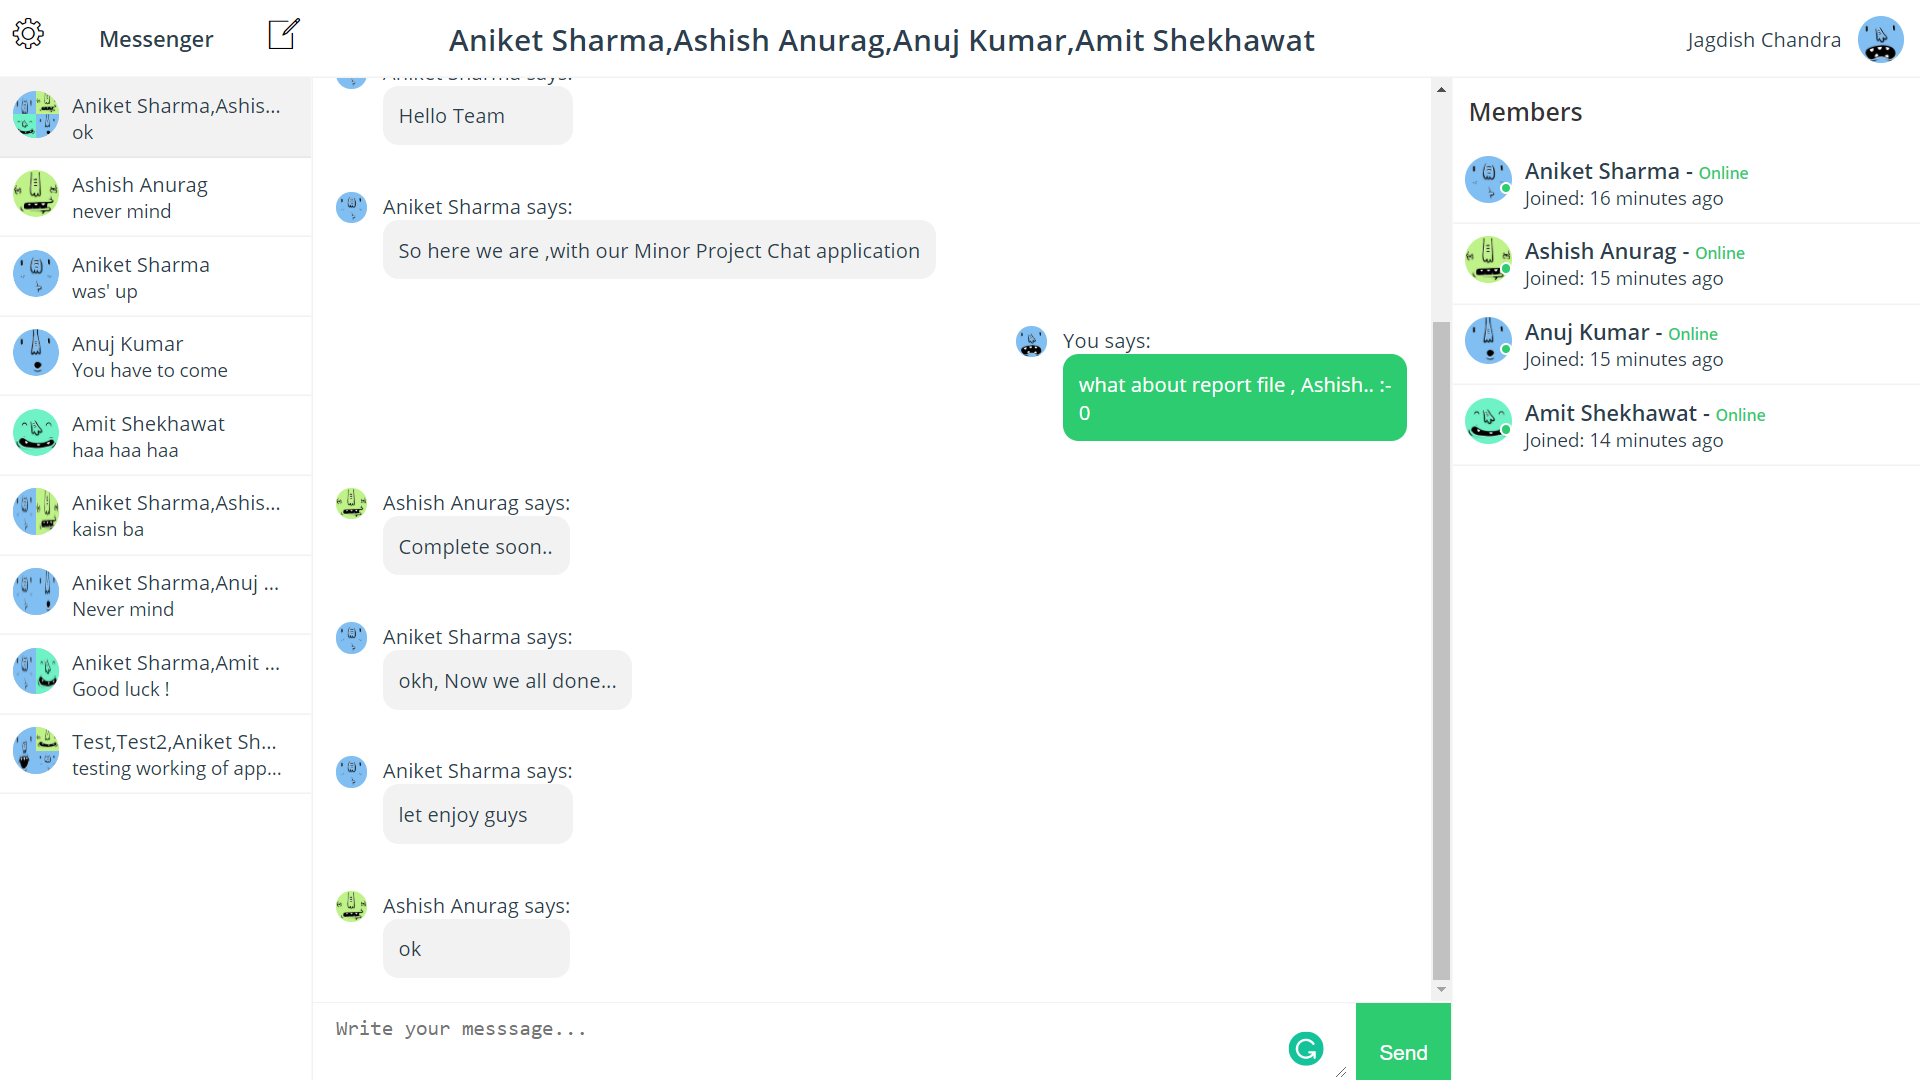 Messenger
Aniket Sharma,Ashish Anurag,Anuj Kumar,Amit Shekhawat
Jagdish Chandra
Aniket Sharma,Ashis...
ok
Ashish Anurag
never mind
Aniket Sharma
was' up
Anuj Kumar
You have to come
Amit Shekhawat
haa haa haa
Aniket Sharma,Ashis...
kaisn ba
Aniket Sharma,Anuj ...
Never mind
Aniket Sharma,Amit ...
Good luck !
Test,Test2,Aniket Sh...
testing working of app...
Aniket Sharma says:
Hello Team
Aniket Sharma says:
So here we are ,with our Minor Project Chat application
You says:
what about report file , Ashish.. :-
0
Ashish Anurag says:
Complete soon..
Aniket Sharma says:
okh, Now we all done...
Aniket Sharma says:
let enjoy guys
Ashish Anurag says:
ok
Write your messsage...
Send
Members
Aniket Sharma - Online
Joined: 16 minutes ago
Ashish Anurag - Online
Joined: 15 minutes ago
Anuj Kumar - Online
Joined: 15 minutes ago
Amit Shekhawat - Online
Joined: 14 minutes ago